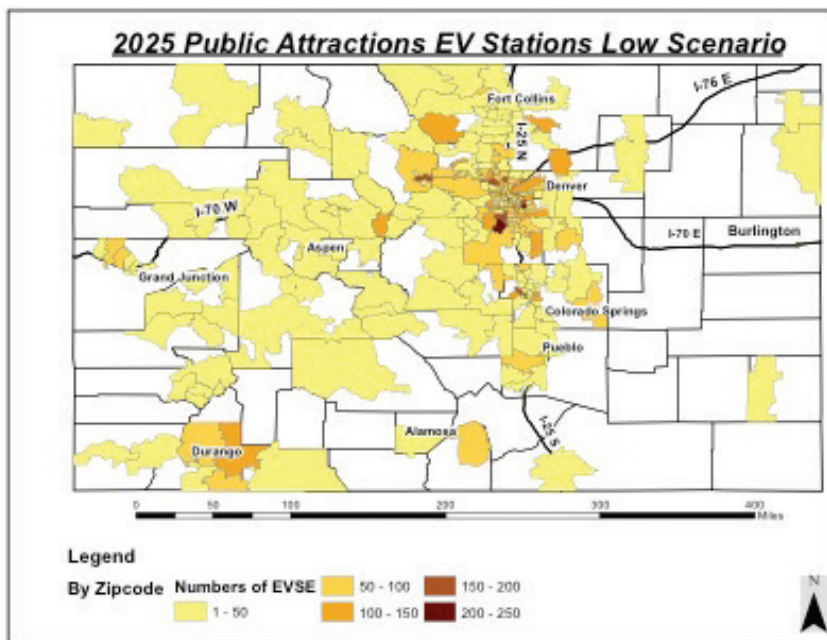 2025 Public Attractions EV Stations Low Scenario
I-76 E
Fort Collins
I-25 N
Denver
I-70 W
I-70 E
Burlington
Aspen
Grand Junction
Colorado Springs
Pueblo
Alamosa
I-25 S
Durango
0 50 100 200 300 400
Miles
Legend
By Zipcode Numbers of EVSE
50 - 100
150 - 200
1 - 50
100 - 150
200 - 250
N